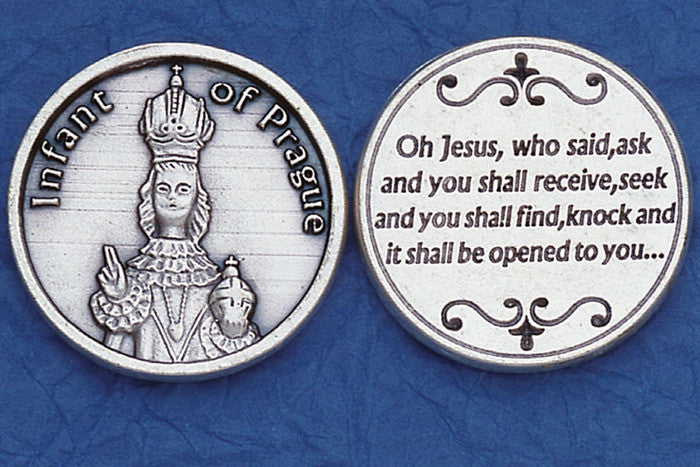 Infant of Prague
Oh Jesus, who said,ask
and you shall receive,seek
and you shall find,knock and
it shall be opened to you...